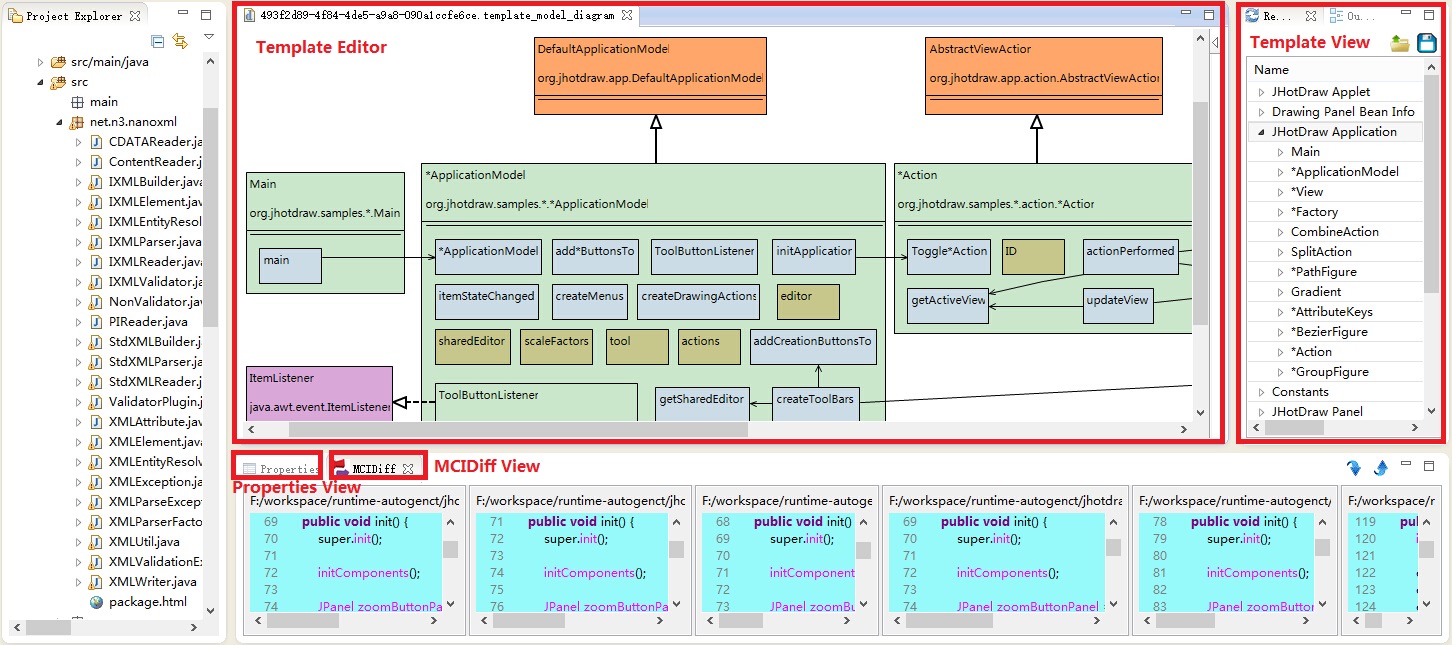 Project Explorer
src/main/java
src
main
net.n3.nanoxml
CDATAReader.ja
ContentReader.ja
IXMLBuilder.java
IXMLElement.java
IXMLEntityResol
IXMLParser.java
IXMLReader.java
IXMLValidator.ja
NonValidator.jav
PIReader.java
StdXMLBuilder.j
StdXMLParser.ja
StdXMLReader.ja
ValidatorPlugin.j
XMLAttribute.jav
XMLElement.java
XMLEntityResolv
XMLException.ja
XMLParseExcept
XMLParserFacto
XMLUtil.java
XMLValidationEx
XMLWriter.java
package.html
493f2d89-4f84-4de5-a9a8-090a1ccfe6ce.template_model_diagram
Template Editor
DefaultApplicationModel
org.jhotdraw.app.DefaultApplicationModel
AbstractViewAction
org.jhotdraw.app.action.AbstractViewAction
Main
org.jhotdraw.samples.*.Main
main
*ApplicationModel
org.jhotdraw.samples.*.*ApplicationModel
*ApplicationModel
add*ButtonsTo
ToolButtonListener
initApplication
itemStateChanged
createMenus
createDrawingActions
editor
sharedEditor
scaleFactors
tool
actions
addCreationButtonsTo
ToolButtonListener
getSharedEditor
createToolBars
ItemListener
java.awt.event.ItemListener
*Action
org.jhotdraw.samples.*.action.*Action
Toggle*Action
ID
actionPerformed
getActiveView
updateView
Re...
Ou...
Template View
Name
JHotDraw Applet
Drawing Panel Bean Info
JHotDraw Application
Main
*ApplicationModel
*View
*Factory
CombineAction
SplitAction
*PathFigure
Gradient
*AttributeKeys
*BezierFigure
*Action
*GroupFigure
Constants
JHotDraw Panel
Properties
MCIDiff
MCIDiff View
Properties View
F:/workspace/runtime-autogenct/jhc
69 public void init() {
70 super.init();
71
72 initComponents();
73
74 JPanel zoomButtonPa
F:/workspace/runtime-autogenct/jhc
71 public void init() {
72 super.init();
73
74 initComponents();
75
76 JPanel zoomButtonPa
F:/workspace/runtime-autoge
68 public void init()
69 super.init();
70
71 initComponent
72
73 JPanel zoomBu
F:/workspace/runtime-autogenct/jhotdra
69 public void init() {
70 super.init();
71
72 initComponents();
73
74 JPanel zoomButtonPanel =
F:/workspace/runtime-autogenct/
78 public void init() {
79 super.init();
80
81 initComponents();
82
83 JPanel zoomButt
F:/workspace/r
119 pul
120
121
122
123
124